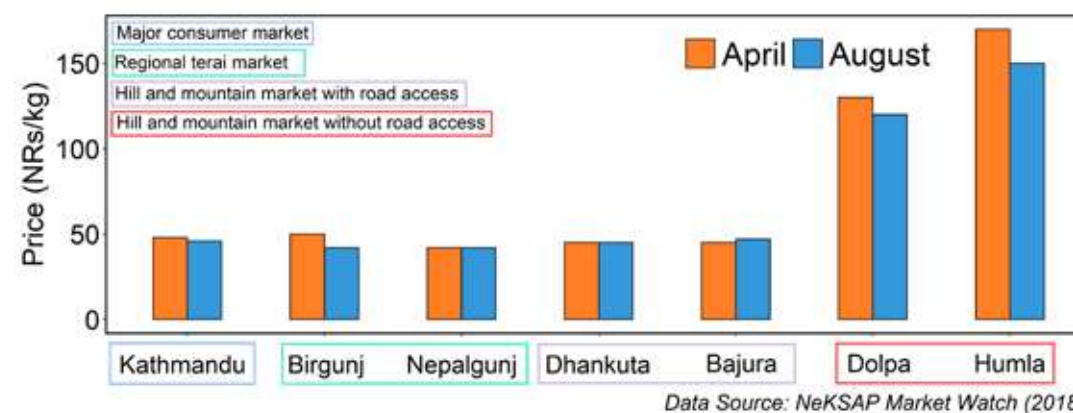 Major consumer market
Regional terai market
Hill and mountain market with road access
Hill and mountain market without road access
April August
Price (NRs/kg)
150
100
50
0
Kathmandu Birgunj Nepalgunj Dhankuta Bajura Dolpa Humla
Data Source: NeKSAP Market Watch (2018